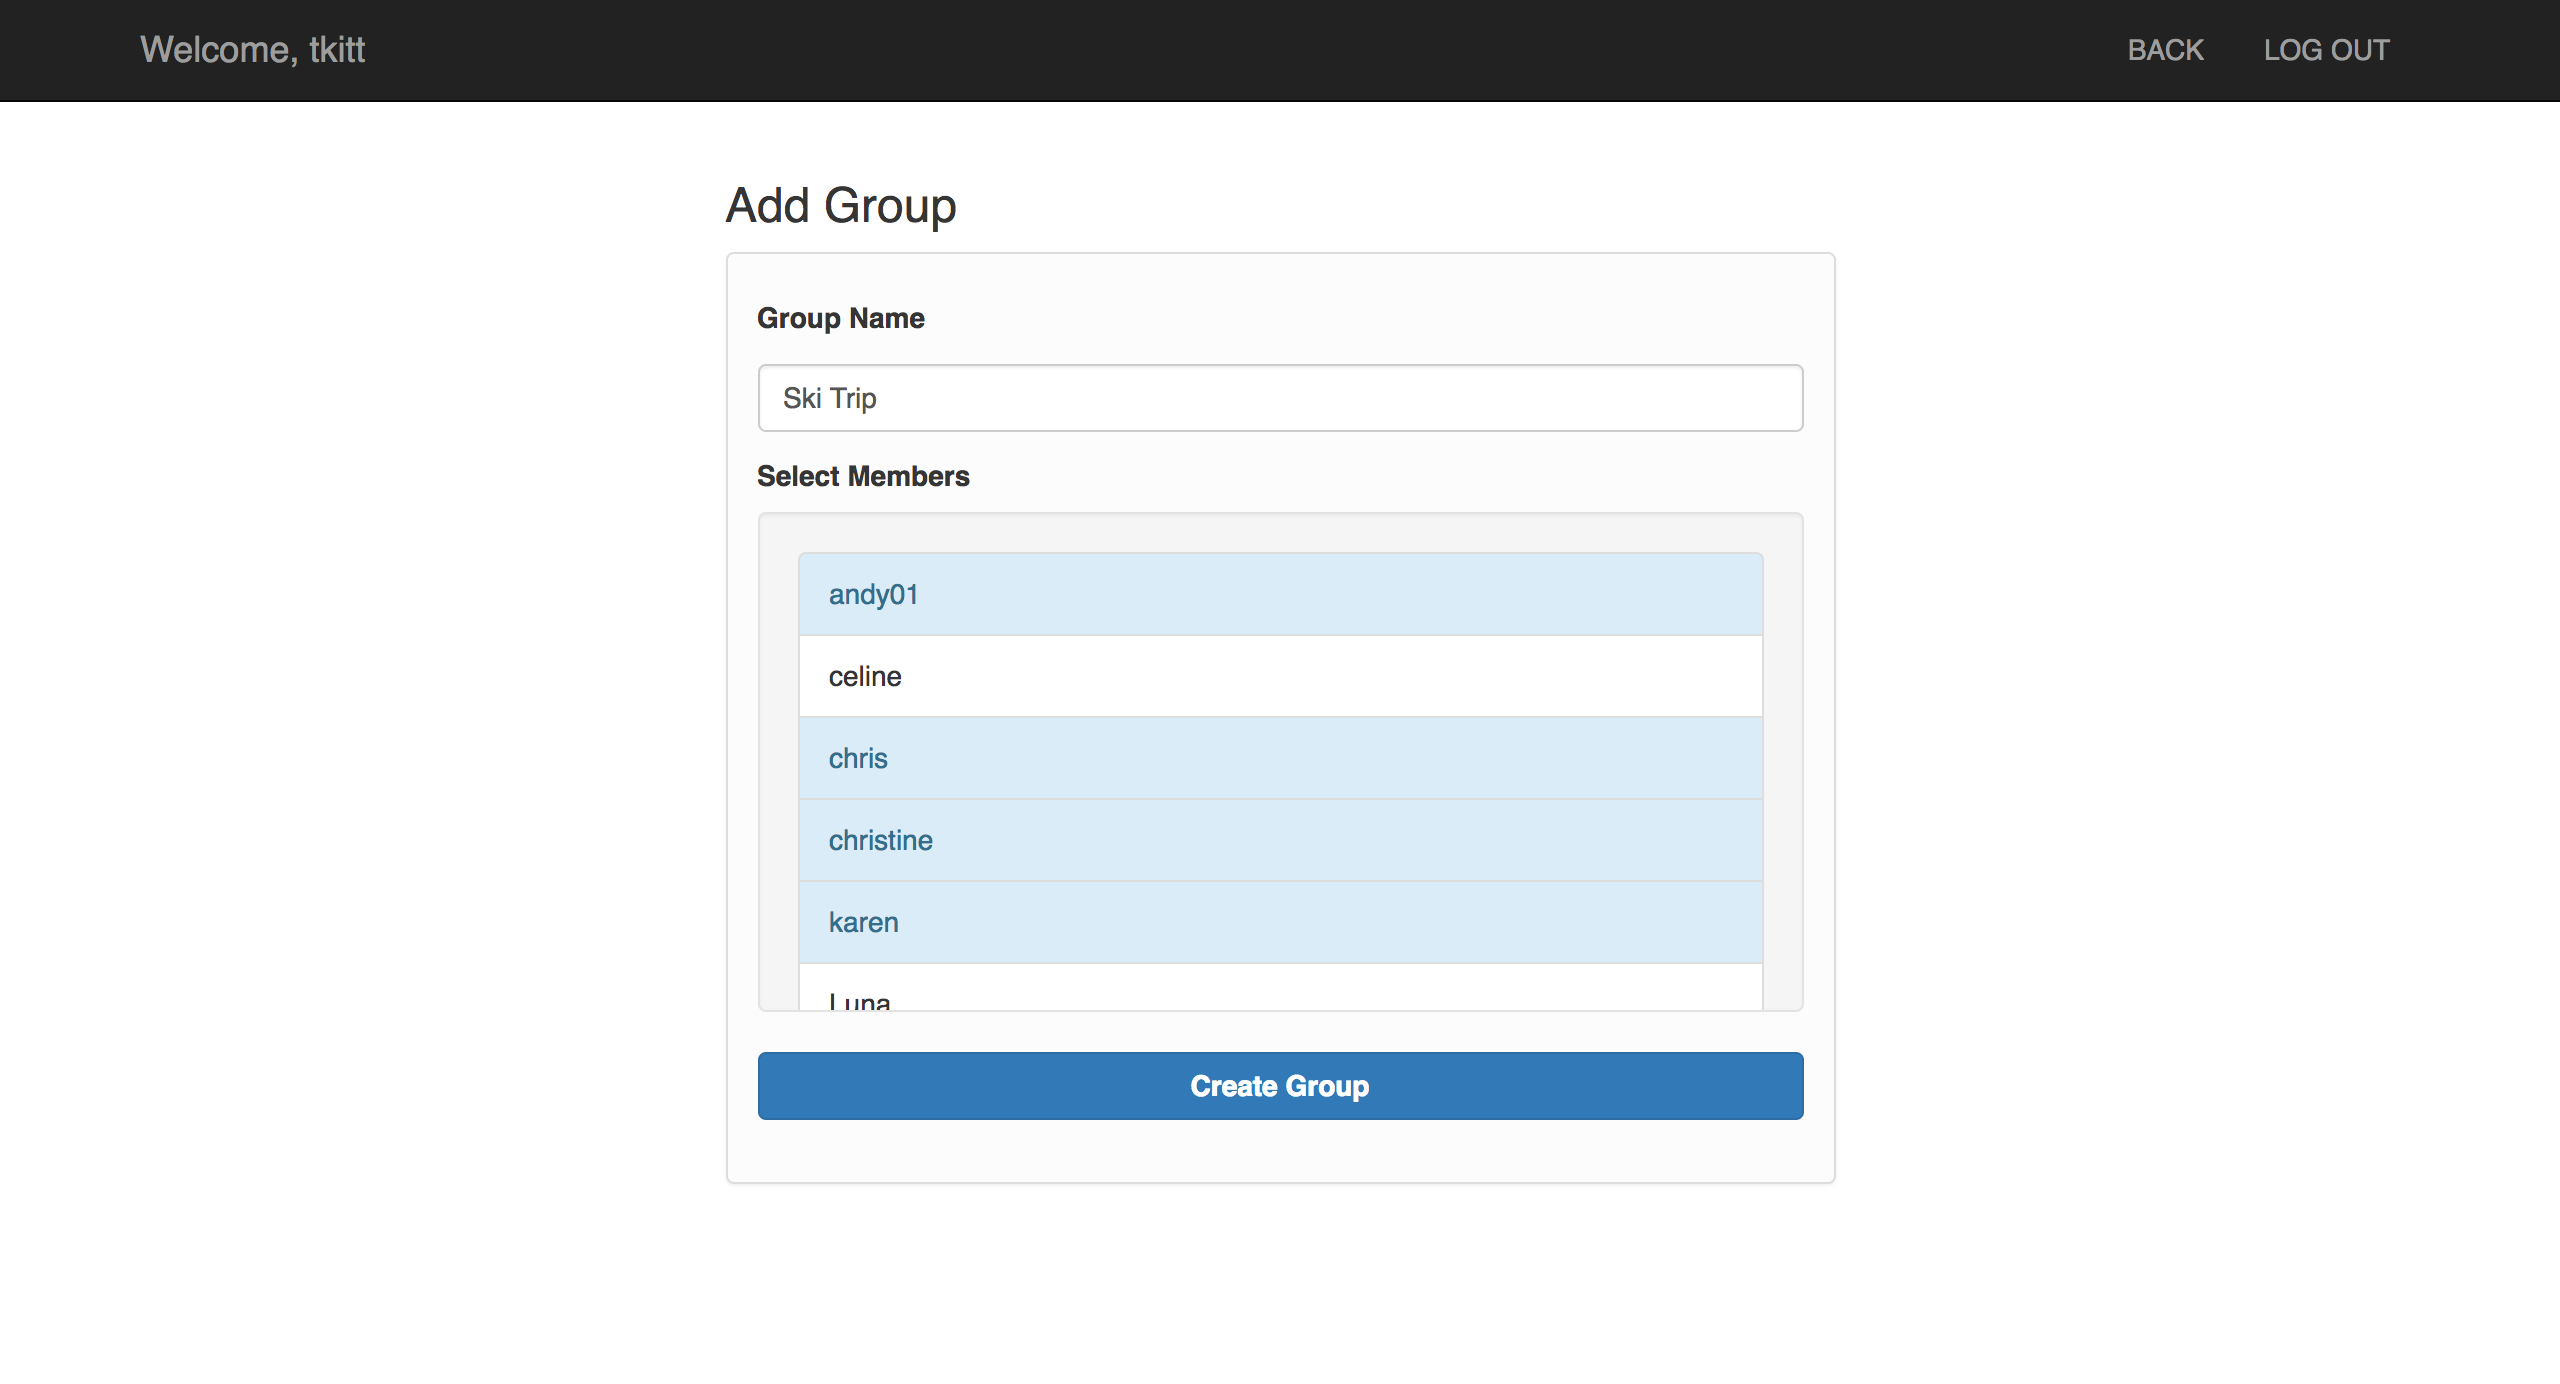 Welcome, tkitt
BACK
LOG OUT
Add Group
Group Name
Ski Trip
Select Members
andy01
celine
chris
christine
karen
Luna
Create Group